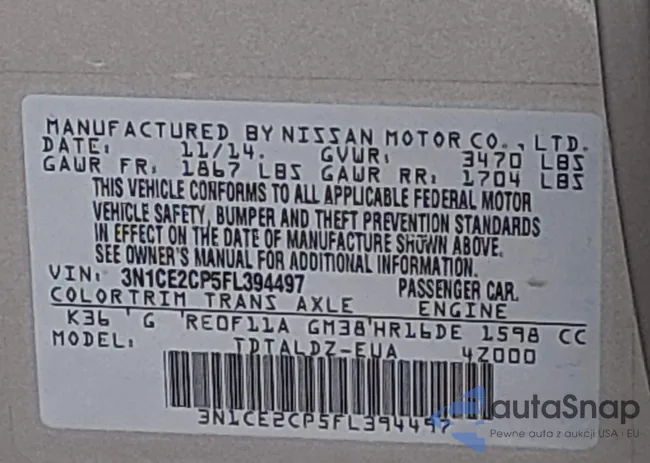 MANUFACTURED BY NISSAN MOTOR CO., LTD.
DATE: 11/14. GVWR: 3470 LBS
GAWR FR: 1867 LBS GAWR RR: 1704 LBS
THIS VEHICLE CONFORMS TO ALL APPLICABLE FEDERAL MOTOR
VEHICLE SAFETY, BUMPER AND THEFT PREVENTION STANDARDS
IN EFFECT ON THE DATE OF MANUFACTURE SHOWN ABOVE.
SEE OWNER'S MANUAL FOR ADDITIONAL INFORMATION.
VIN: 3N1CE2CP5FL394497 PASSENGER CAR.
COLORTRIM TRANS AXLE ENGINE
K36 G RE0F11A GM38 HR16DE 1598 CC
MODEL: TDTALDZ-EUA 4Z000
3N1CE2CP5FL394497
autaSnap
Pewne auta z aukcji USA i EU